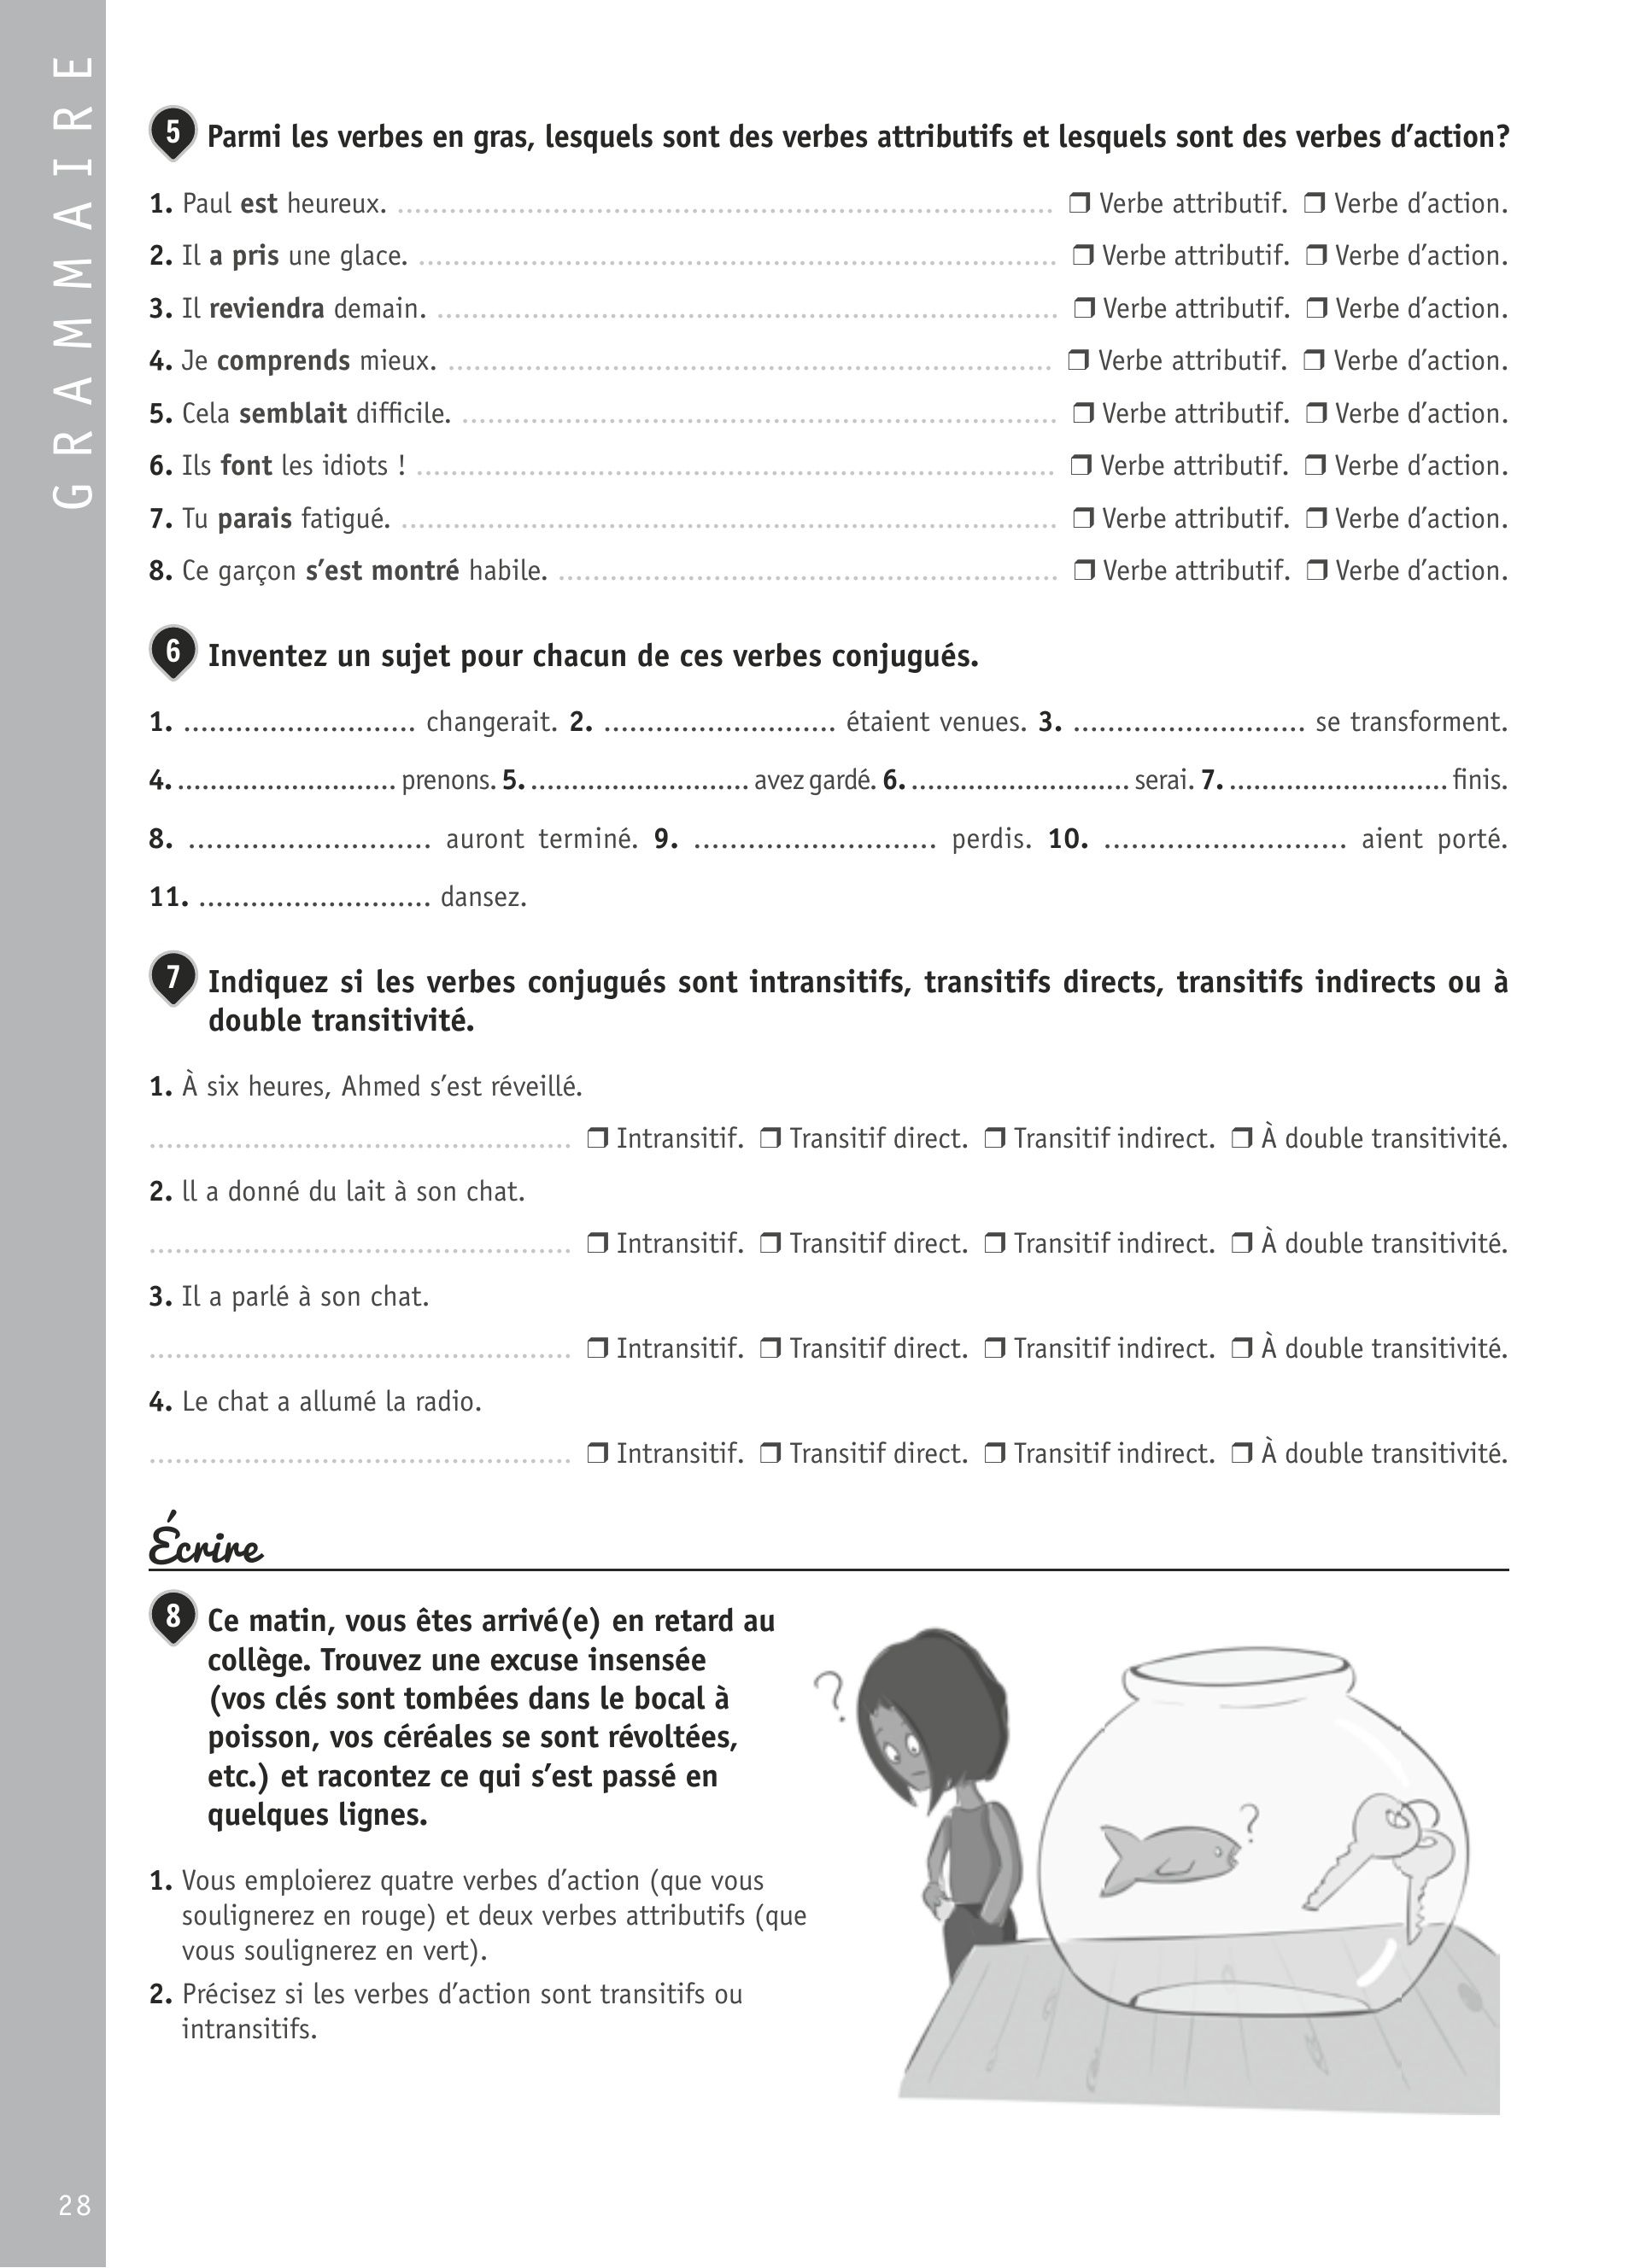 GRAMMAIRE
5 Parmi les verbes en gras, lesquels sont des verbes attributifs et lesquels sont des verbes d’action?
1. Paul est heureux. ........................................................................... ❒ Verbe attributif. ❒ Verbe d’action.
2. Il a pris une glace. ......................................................................... ❒ Verbe attributif. ❒ Verbe d’action.
3. Il reviendra demain. ....................................................................... ❒ Verbe attributif. ❒ Verbe d’action.
4. Je comprends mieux. ..................................................................... ❒ Verbe attributif. ❒ Verbe d’action.
5. Cela semblait difficile. .................................................................... ❒ Verbe attributif. ❒ Verbe d’action.
6. Ils font les idiots ! ......................................................................... ❒ Verbe attributif. ❒ Verbe d’action.
7. Tu parais fatigué. ........................................................................... ❒ Verbe attributif. ❒ Verbe d’action.
8. Ce garçon s’est montré habile. ......................................................... ❒ Verbe attributif. ❒ Verbe d’action.
6 Inventez un sujet pour chacun de ces verbes conjugués.
1. ........................... changerait. 2. ........................... étaient venues. 3. ........................... se transforment.
4. .......................... prenons. 5. .......................... avez gardé. 6. .......................... serai. 7. .......................... finis.
8. ........................... auront terminé. 9. ........................... perdis. 10. ........................... aient porté.
11. ........................... dansez.
7 Indiquez si les verbes conjugués sont intransitifs, transitifs directs, transitifs indirects ou à
double transitivité.
1. À six heures, Ahmed s’est réveillé.
................................................ ❒ Intransitif. ❒ Transitif direct. ❒ Transitif indirect. ❒ À double transitivité.
2. ll a donné du lait à son chat.
................................................ ❒ Intransitif. ❒ Transitif direct. ❒ Transitif indirect. ❒ À double transitivité.
3. Il a parlé à son chat.
................................................ ❒ Intransitif. ❒ Transitif direct. ❒ Transitif indirect. ❒ À double transitivité.
4. Le chat a allumé la radio.
................................................ ❒ Intransitif. ❒ Transitif direct. ❒ Transitif indirect. ❒ À double transitivité.
Écrire
8 Ce matin, vous êtes arrivé(e) en retard au
collège. Trouvez une excuse insensée
(vos clés sont tombées dans le bocal à
poisson, vos céréales se sont révoltées,
etc.) et racontez ce qui s’est passé en
quelques lignes.
1. Vous emploierez quatre verbes d’action (que vous
soulignerez en rouge) et deux verbes attributifs (que
vous soulignerez en vert).
2. Précisez si les verbes d’action sont transitifs ou
intransitifs.
?
?
28